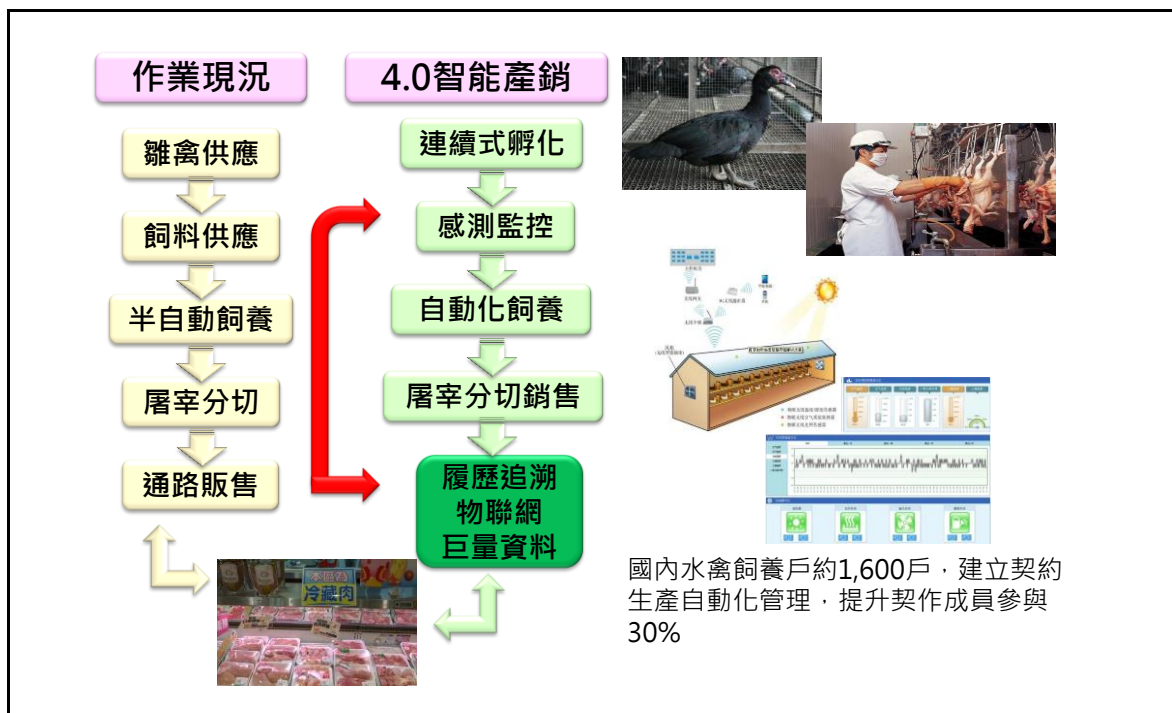 作業現況
雛禽供應
飼料供應
半自動飼養
屠宰分切
通路販售
4.0智能產銷
連續式孵化
感測監控
自動化飼養
屠宰分切銷售
履歷追溯
物聯網
巨量資料
冷藏肉
國內水禽飼養戶約1,600戶，建立契約
生產自動化管理，提升契作成員參與
30%